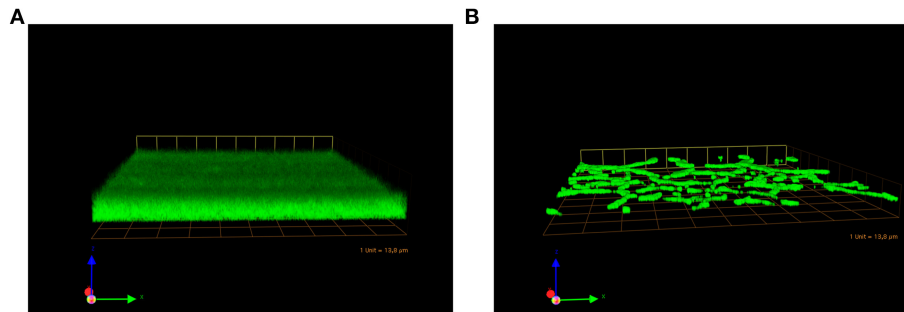 A
B
1 Unit = 13,8 µm
1 Unit = 13,8 µm
x
x